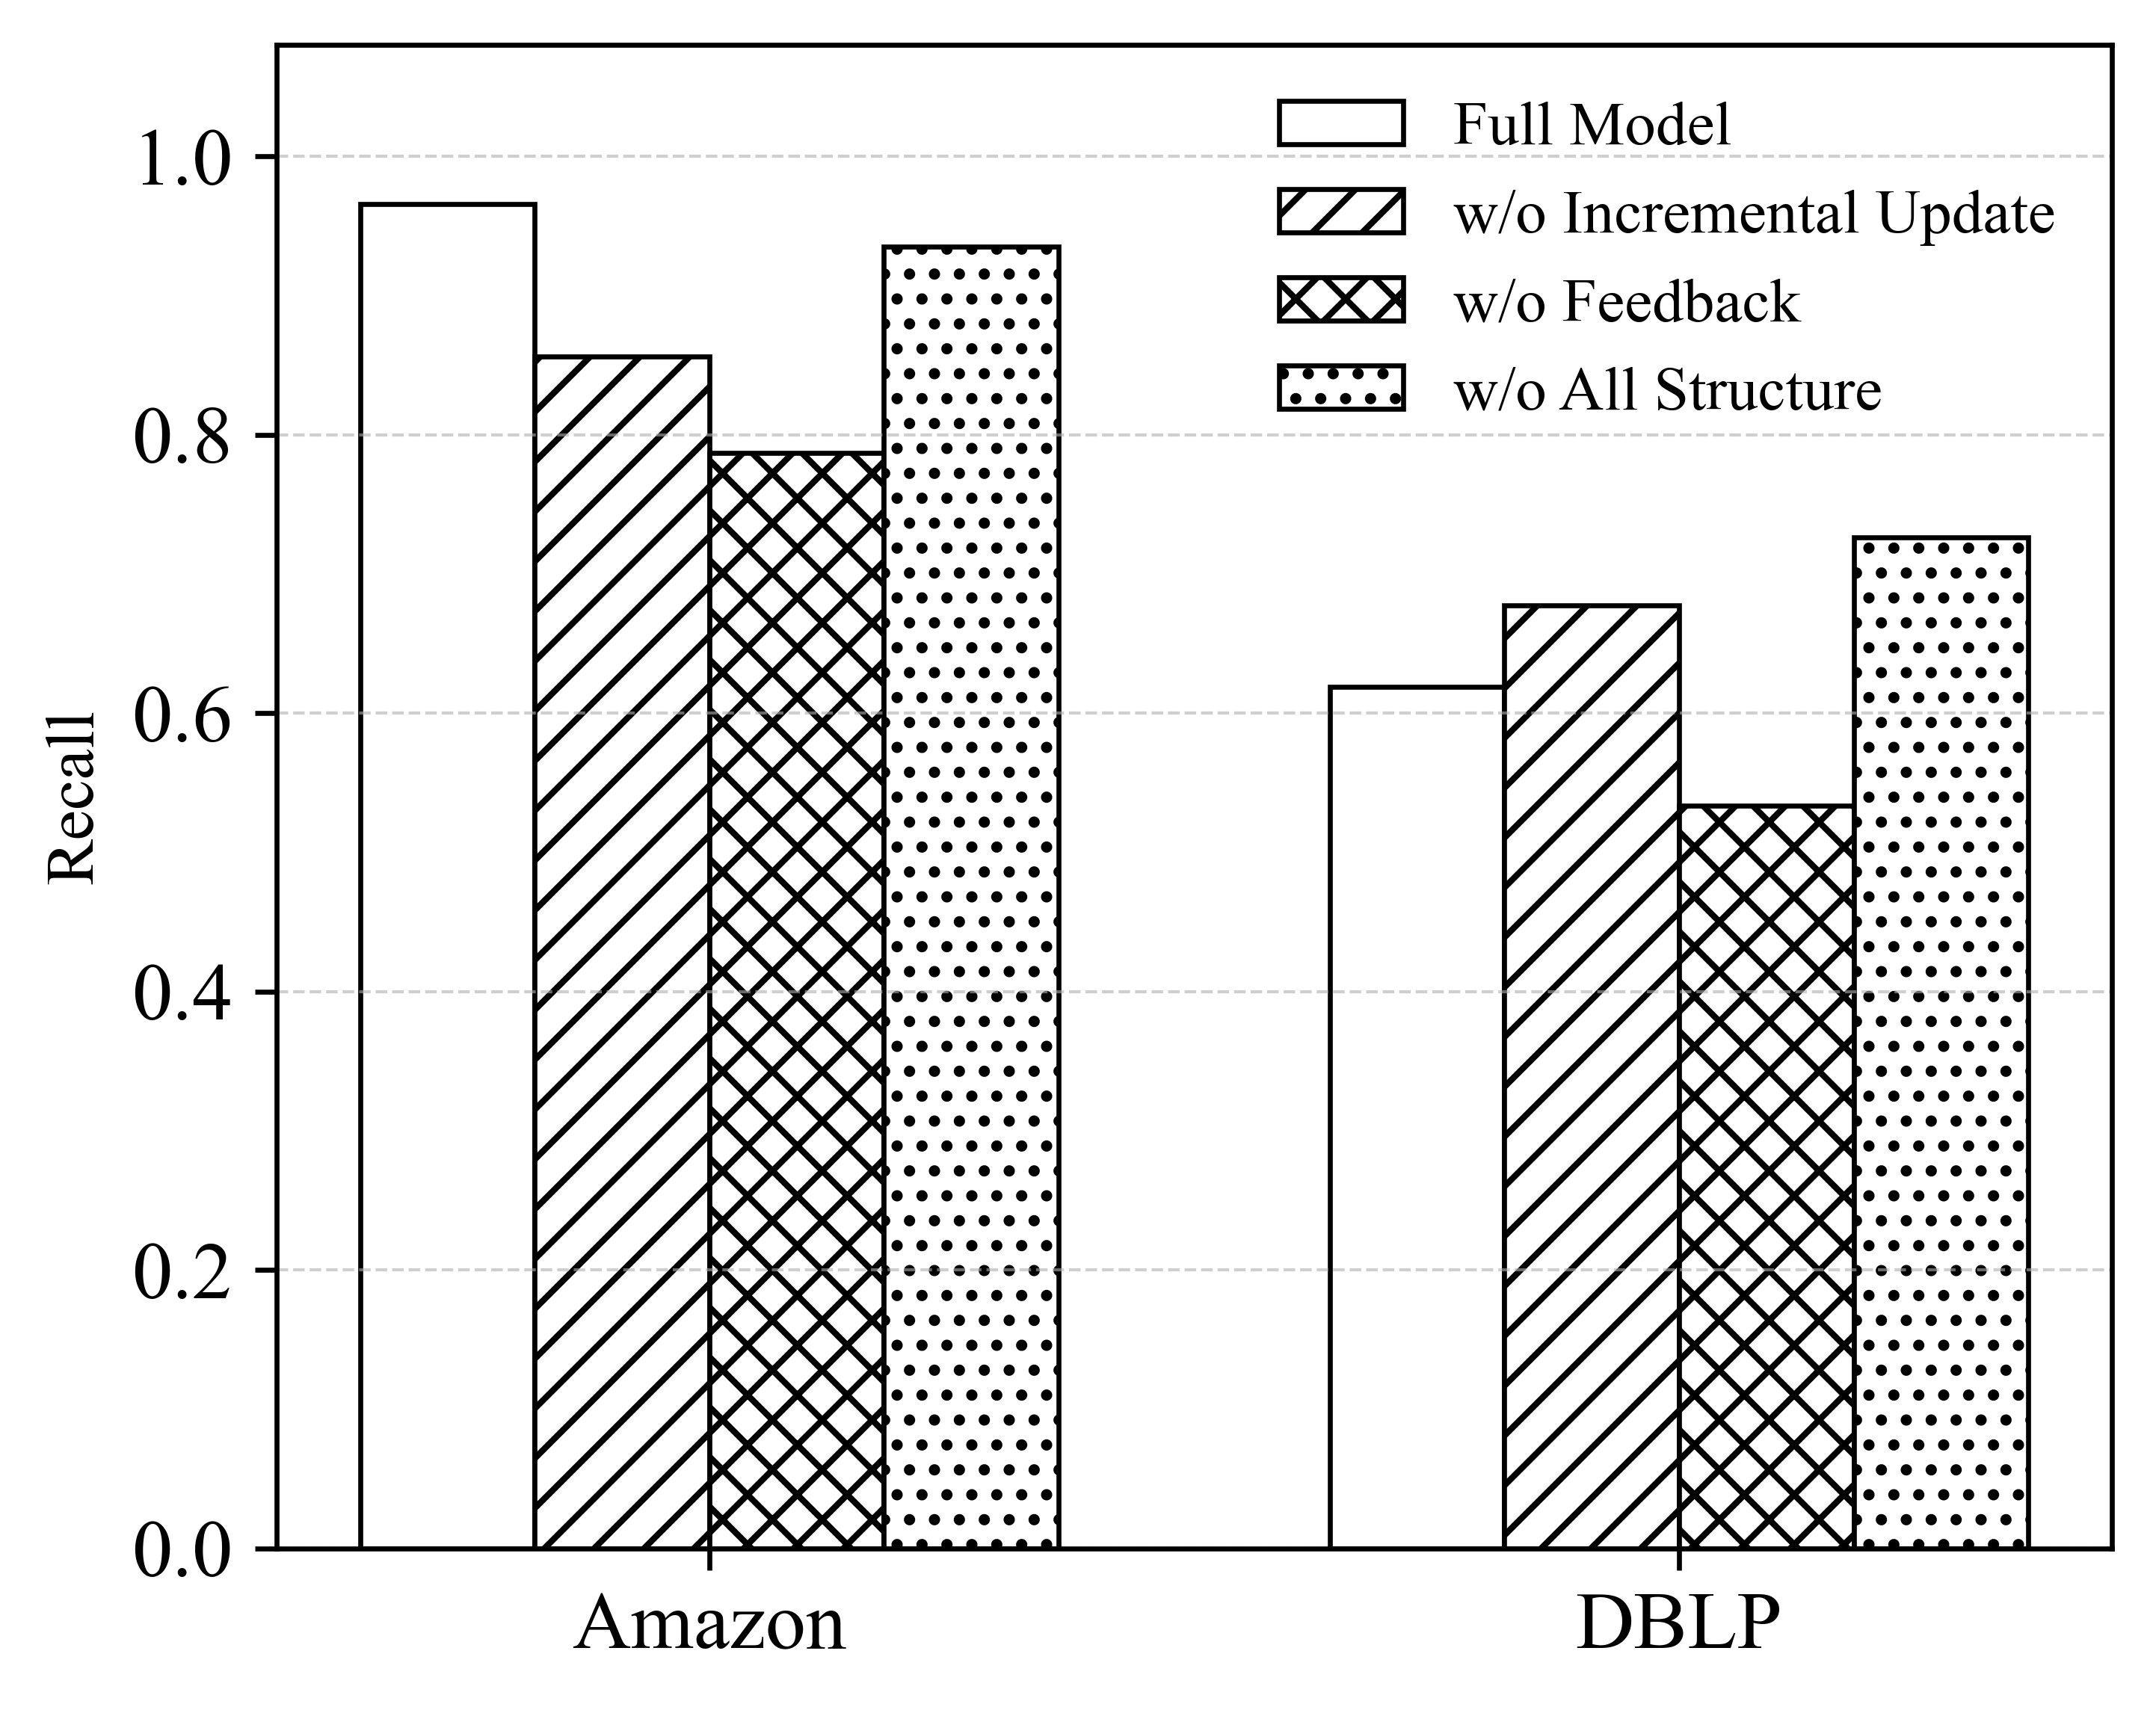 Full Model
w/o Incremental Update
w/o Feedback
w/o All Structure
Recall
1.0
0.8
0.6
0.4
0.2
0.0
Amazon DBLP